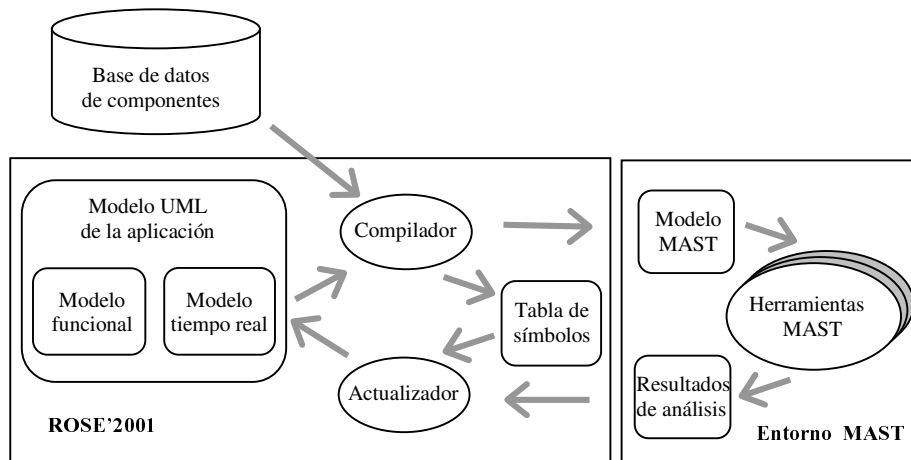 Base de datos
de componentes
Modelo UML
de la aplicación
Modelo
funcional
Modelo
tiempo real
Compilador
Tabla de
símbolos
Actualizador
ROSE’2001
Modelo
MAST
Herramientas
MAST
Resultados
de análisis
Entorno MAST